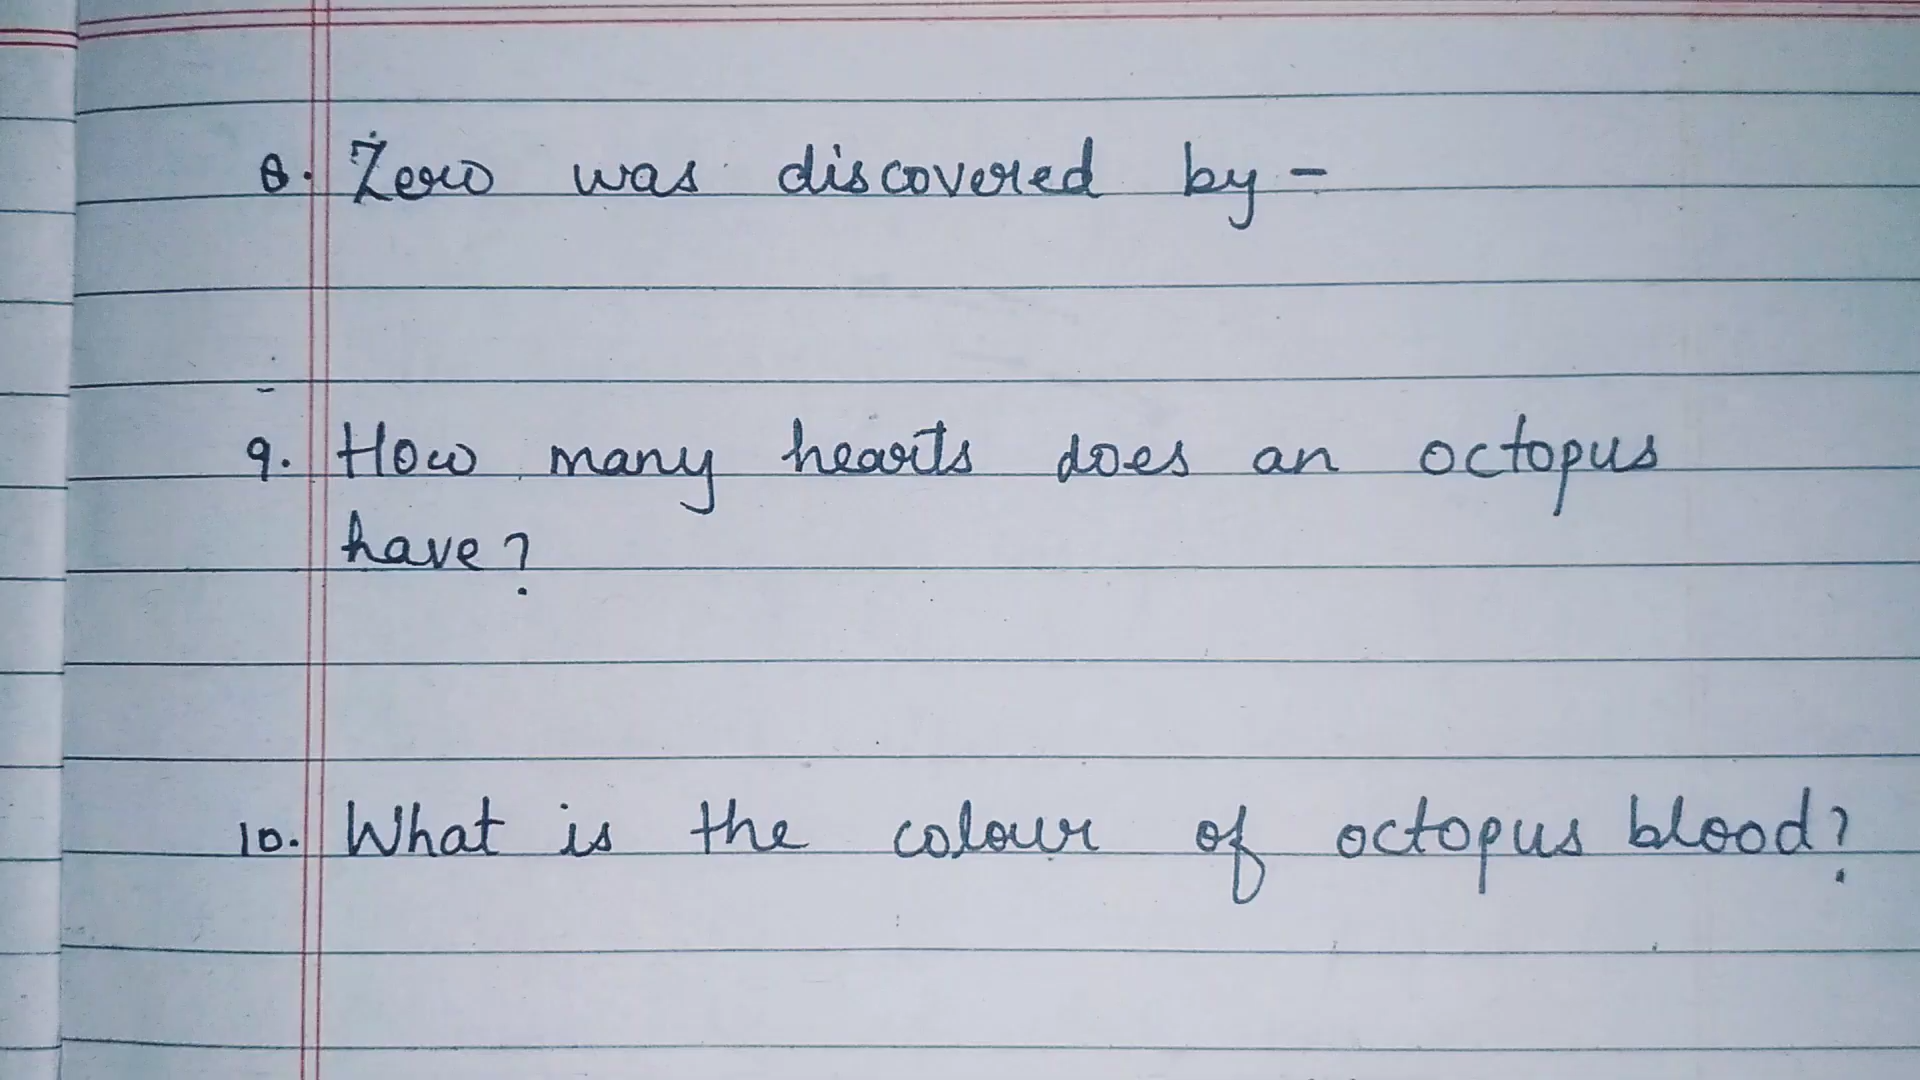 8. Zero was discovered by-
9. How many hearts does an octopus
have?
10. What is the colour of octopus blood?